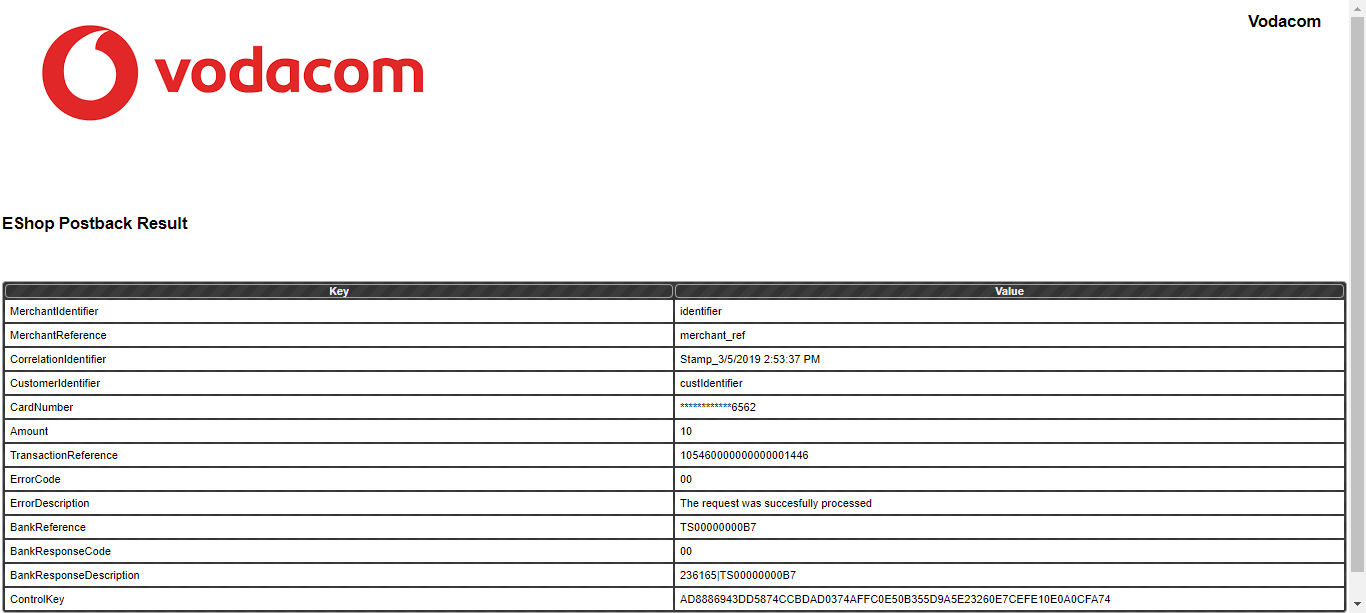 Vodacom
vodacom
EShop Postback Result
Key Value
MerchantIdentifier identifier
MerchantReference merchant_ref
CorrelationIdentifier Stamp_3/5/2019 2:53:37 PM
CustomerIdentifier custIdentifier
CardNumber ************6562
Amount 10
TransactionReference 105460000000000001446
ErrorCode 00
ErrorDescription The request was succesfully processed
BankReference TS00000000B7
BankResponseCode 00
BankResponseDescription 236165|TS00000000B7
ControlKey AD8886943DD5874CCBDAD0374AFFC0E50B355D9A5E23260E7CEFE10E0A0CFA74